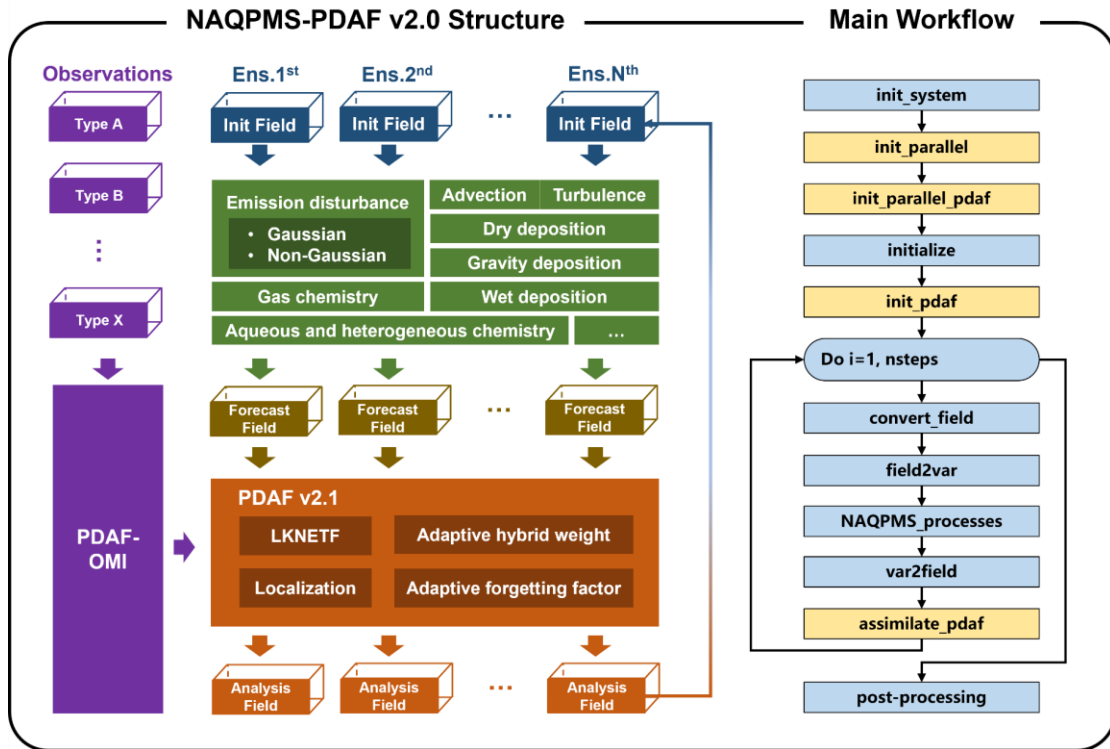 NAQPMS-PDAF v2.0 Structure
Main Workflow
Observations
Type A
Type B
⋮
Type X
PDAF-
OMI
Ens.1st
Ens.2nd
Ens.Nth
Init Field
Init Field
...
Init Field
Emission disturbance
• Gaussian
• Non-Gaussian
Advection
Turbulence
Dry deposition
Gravity deposition
Gas chemistry
Wet deposition
Aqueous and heterogeneous chemistry
...
Forecast
Field
Forecast
Field
...
Forecast
Field
PDAF v2.1
LKNETF
Adaptive hybrid weight
Localization
Adaptive forgetting factor
Analysis
Field
Analysis
Field
...
Analysis
Field
init_system
init_parallel
init_parallel_pdaf
initialize
init_pdaf
Do i=1, nsteps
convert_field
field2var
NAQPMS_processes
var2field
assimilate_pdaf
post-processing